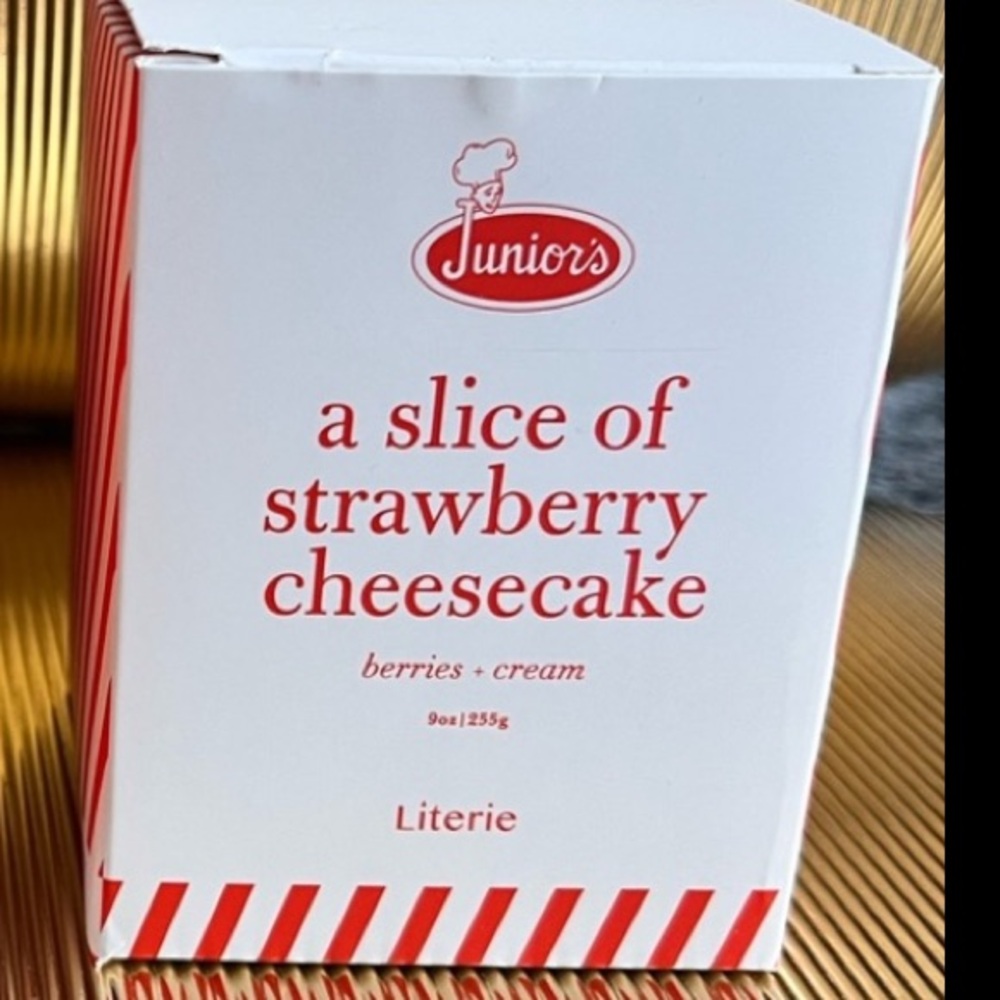 Junior's
a slice of
strawberry
cheesecake
berries + cream
9oz|255g
Literie